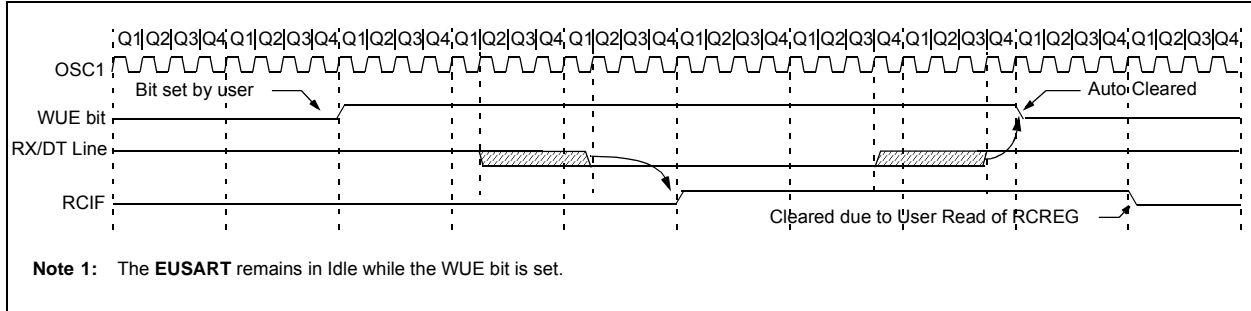 Q1|Q2|Q3|Q4|Q1|Q2|Q3|Q4|Q1|Q2|Q3|Q4|Q1|Q2|Q3|Q4|Q1|Q2|Q3|Q4|Q1|Q2|Q3|Q4|Q1|Q2|Q3|Q4|Q1|Q2|Q3|Q4|Q1|Q2|Q3|Q4|Q1|Q2|Q3|Q4
OSC1
Bit set by user
Auto Cleared
WUE bit
RX/DT Line
RCIF
Cleared due to User Read of RCREG
Note 1: The EUSART remains in Idle while the WUE bit is set.